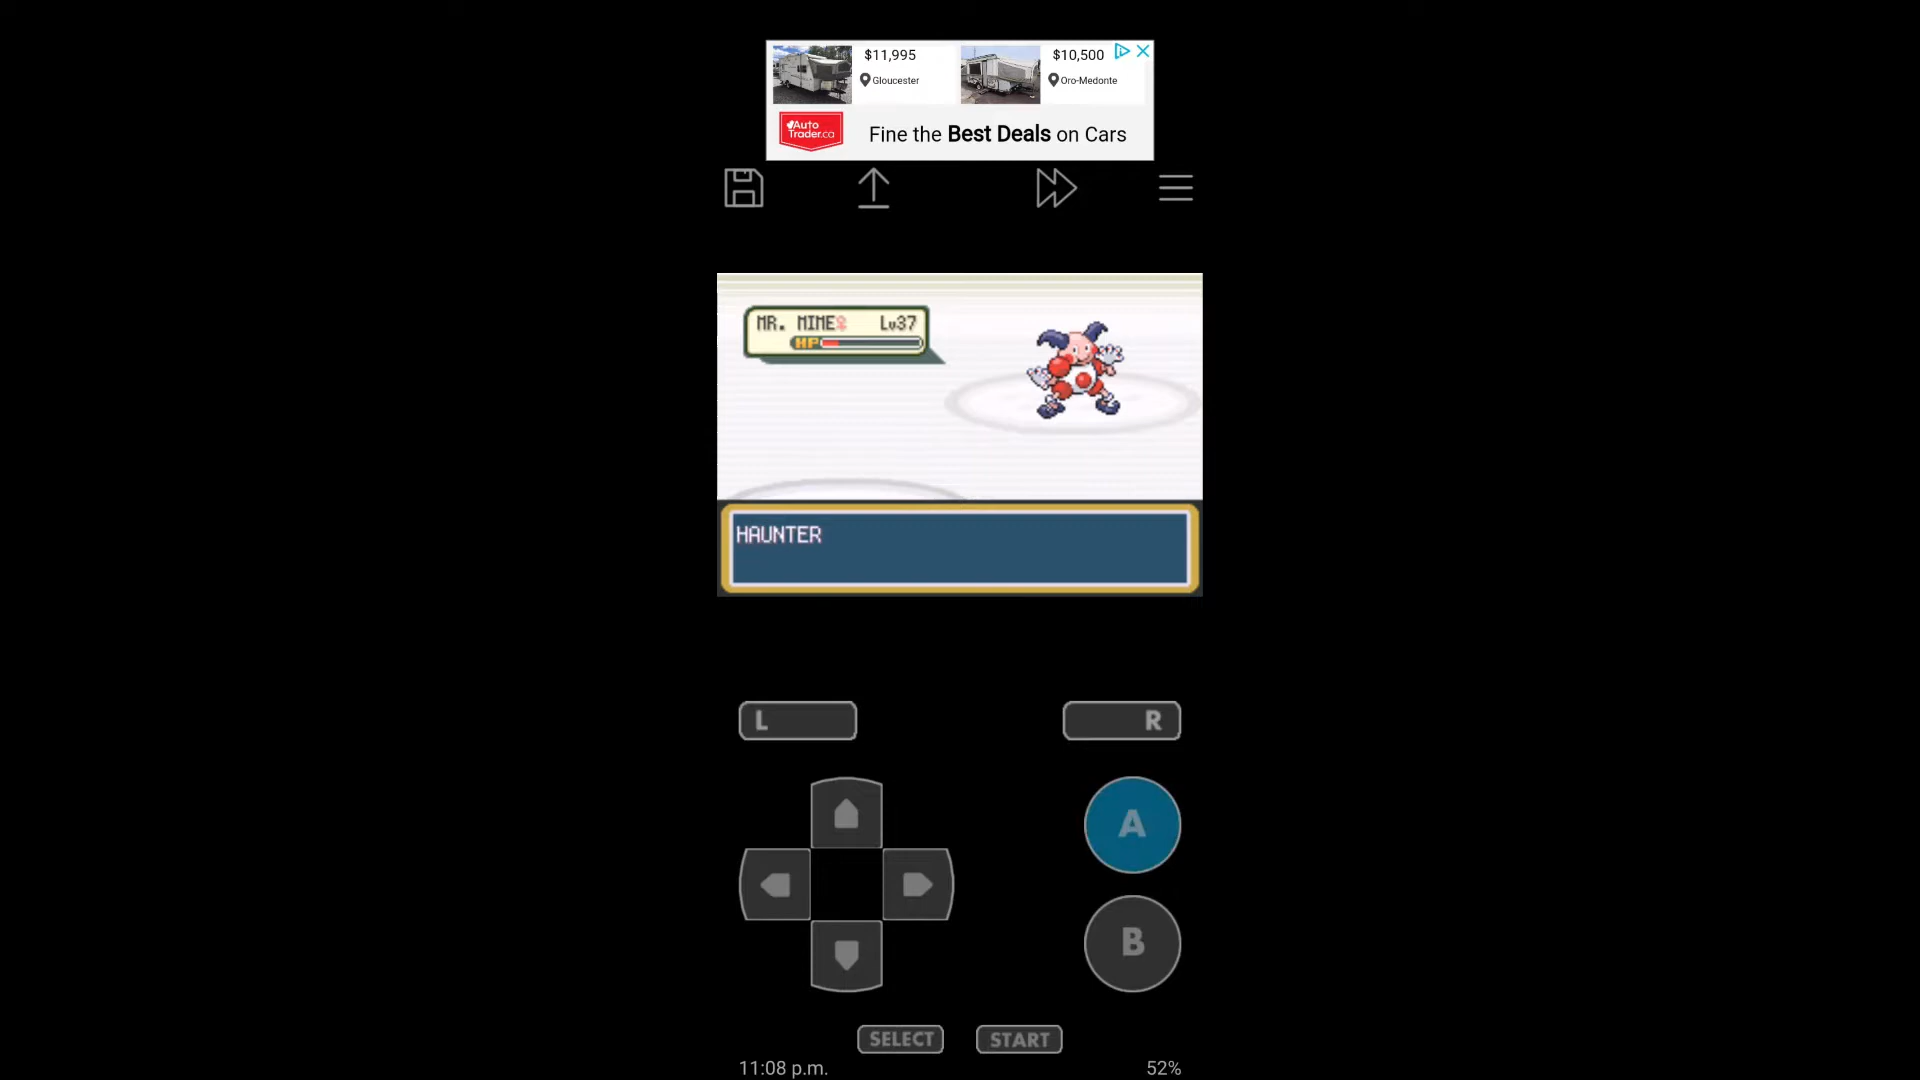 $11,995
Gloucester
$10,500
Oro-Medonte
Auto
Trader.ca
Fine the Best Deals on Cars
MR. MIME♀ Lv37
HP
HAUNTER
L
R
A
B
SELECT
START
11:08 p.m.
52%